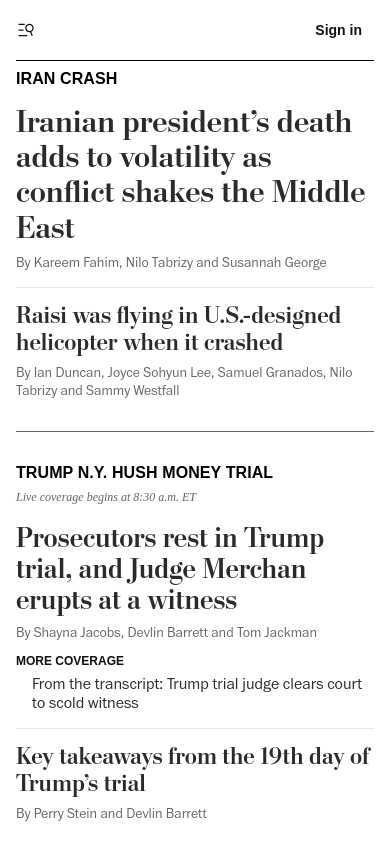 Sign in
IRAN CRASH
Iranian president’s death
adds to volatility as
conflict shakes the Middle
East
By Kareem Fahim, Nilo Tabrizy and Susannah George
Raisi was flying in U.S.-designed
helicopter when it crashed
By Ian Duncan, Joyce Sohyun Lee, Samuel Granados, Nilo
Tabrizy and Sammy Westfall
TRUMP N.Y. HUSH MONEY TRIAL
Live coverage begins at 8:30 a.m. ET
Prosecutors rest in Trump
trial, and Judge Merchan
erupts at a witness
By Shayna Jacobs, Devlin Barrett and Tom Jackman
MORE COVERAGE
From the transcript: Trump trial judge clears court
to scold witness
Key takeaways from the 19th day of
Trump’s trial
By Perry Stein and Devlin Barrett